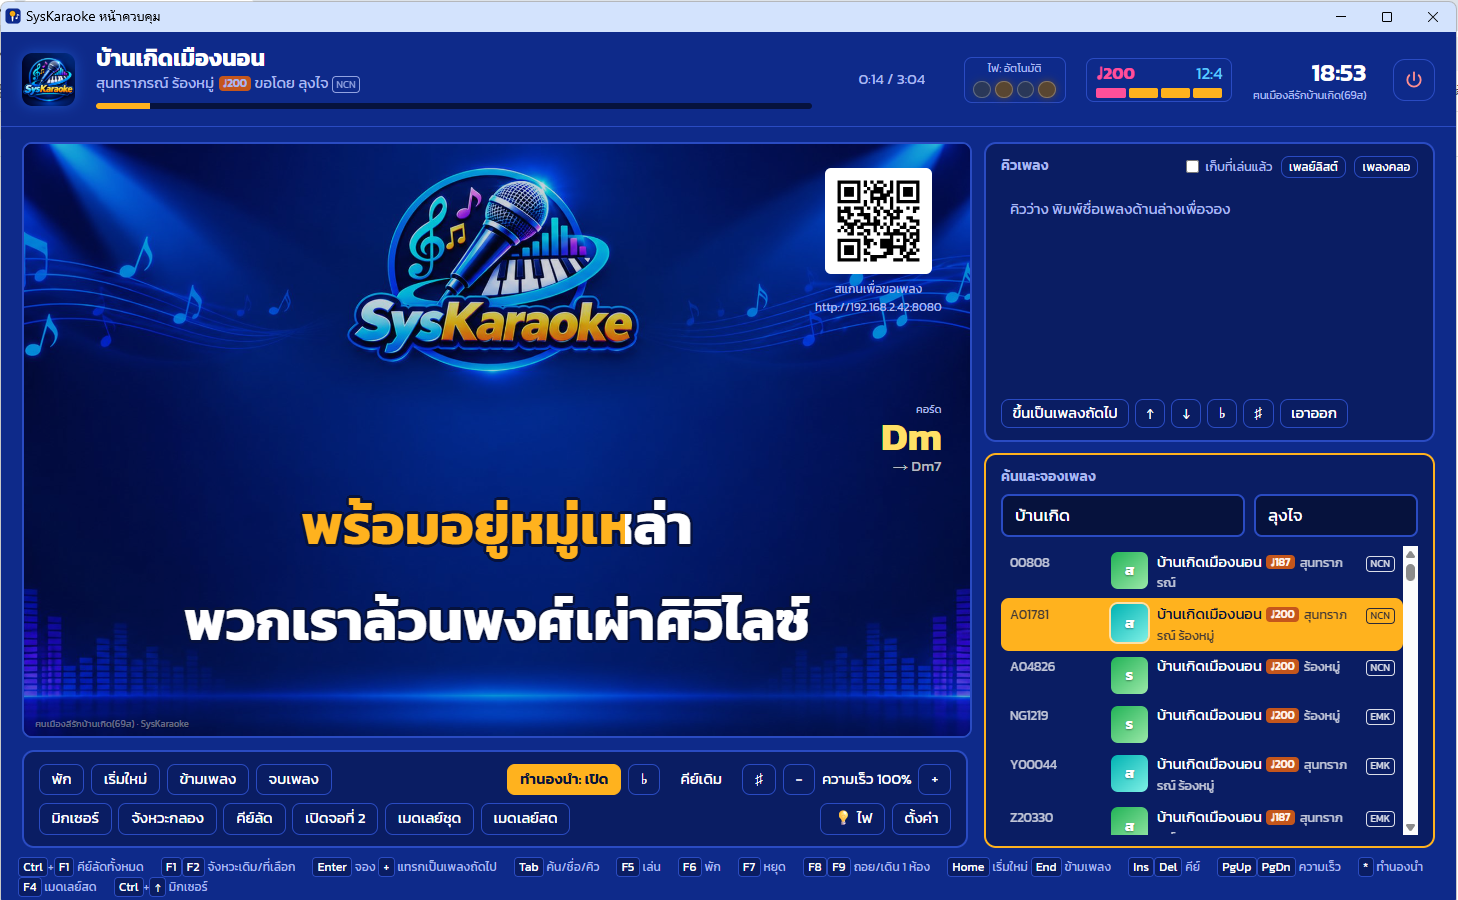 SysKaraoke หน้าควบคุม
บ้านเกิดเมืองนอน
สุนทราภรณ์ ร้องหมู่ ♩200 ขอโดย ลุงไจ NCN
0:14 / 3:04
ไฟ: อัตโนมัติ
♩200 12:4
18:53
คนเมืองลีรักบ้านเกิด(69ส)
SysKaraoke
สแกนเพื่อขอเพลง
http://192.168.2.42:8080
คอร์ด
Dm
→ Dm7
พร้อมอยู่หมู่เหล่า
พวกเราล้วนพงศ์เผ่าศิวิไลซ์
คนเมืองลีรักบ้านเกิด(69ส) · SysKaraoke
คิวเพลง
เก็บที่เล่นแล้ว เพลย์ลิสต์ เพลงคลอ
คิวว่าง พิมพ์ชื่อเพลงด้านล่างเพื่อจอง
ขึ้นเป็นเพลงถัดไป ↑ ↓ ♭ ♯ เอาออก
ค้นและจองเพลง
บ้านเกิด ลุงไจ
00808 ส บ้านเกิดเมืองนอน ♩187 สุนทราภ NCN
รณ์
A01781 ส บ้านเกิดเมืองนอน ♩200 สุนทราภ NCN
รณ์ ร้องหมู่
A04826 ร บ้านเกิดเมืองนอน ♩200 ร้องหมู่ NCN
NG1219 ร บ้านเกิดเมืองนอน ♩200 ร้องหมู่ EMK
Y00044 ส บ้านเกิดเมืองนอน ♩200 สุนทราภ EMK
รณ์ ร้องหมู่
Z20330 ส บ้านเกิดเมืองนอน ♩187 สุนทราภ EMK
พัก เริ่มใหม่ ข้ามเพลง จบเพลง ทำนองนำ: เปิด ♭ คีย์เดิม ♯ − ความเร็ว 100% +
มิกเซอร์ จังหวะกลอง คีย์ลัด เปิดจอที่ 2 เมดเลย์ชุด เมดเลย์สด 💡 ไฟ ตั้งค่า
Ctrl + F1 คีย์ลัดทั้งหมด F1 F2 จังหวะเดิม/ที่เลือก Enter จอง + แทรกเป็นเพลงถัดไป Tab ค้น/ชื่อ/คิว F5 เล่น F6 พัก F7 หยุด F8 F9 ถอย/เดิน 1 ห้อง Home เริ่มใหม่ End ข้ามเพลง Ins Del คีย์ PgUp PgDn ความเร็ว * ทำนองนำ
F4 เมดเลย์สด Ctrl + ↑ มิกเซอร์